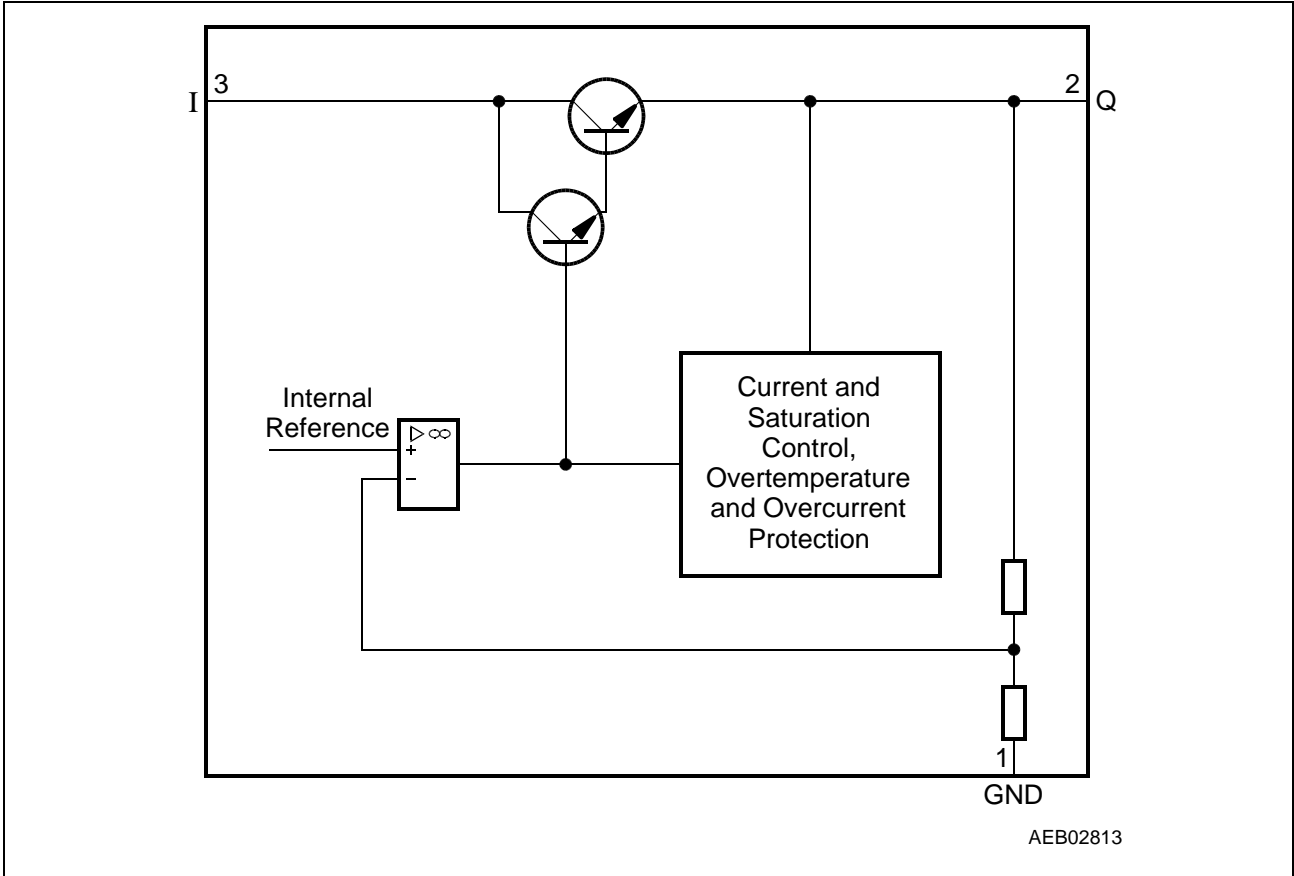 I
3
2
Q
Internal
Reference
▷ ∞
+
−
Current and
Saturation
Control,
Overtemperature
and Overcurrent
Protection
1
GND
AEB02813